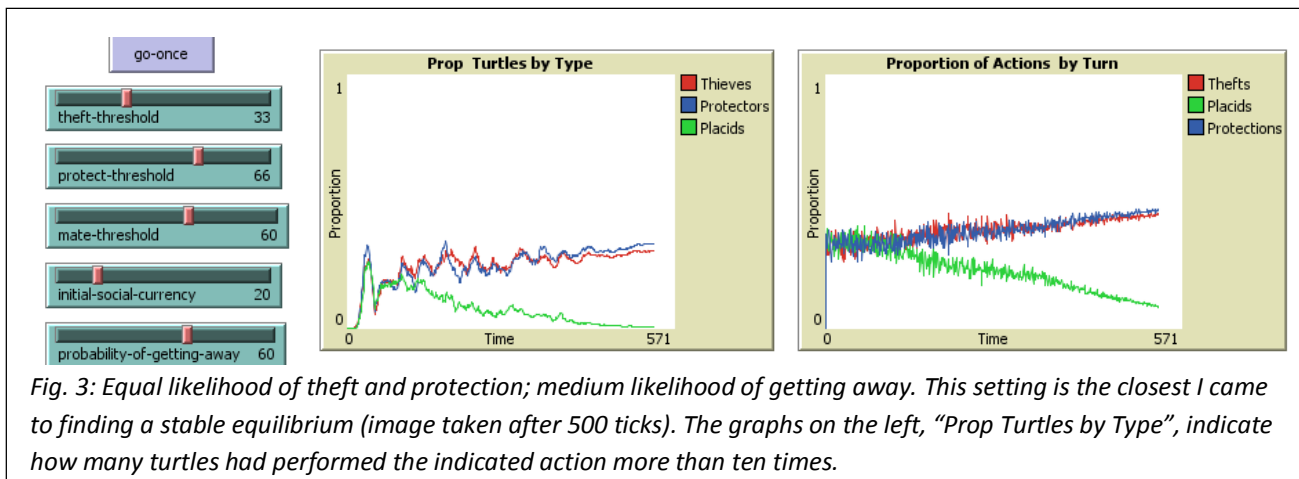 go-once
theft-threshold 33
protect-threshold 66
mate-threshold 60
initial-social-currency 20
probability-of-getting-away 60
Prop Turtles by Type
1
Proportion
0
0 Time 571
Thieves
Protectors
Placids
Proportion of Actions by Turn
1
Proportion
0
0 Time 571
Thefts
Placids
Protections
Fig. 3: Equal likelihood of theft and protection; medium likelihood of getting away. This setting is the closest I came
to finding a stable equilibrium (image taken after 500 ticks). The graphs on the left, “Prop Turtles by Type”, indicate
how many turtles had performed the indicated action more than ten times.